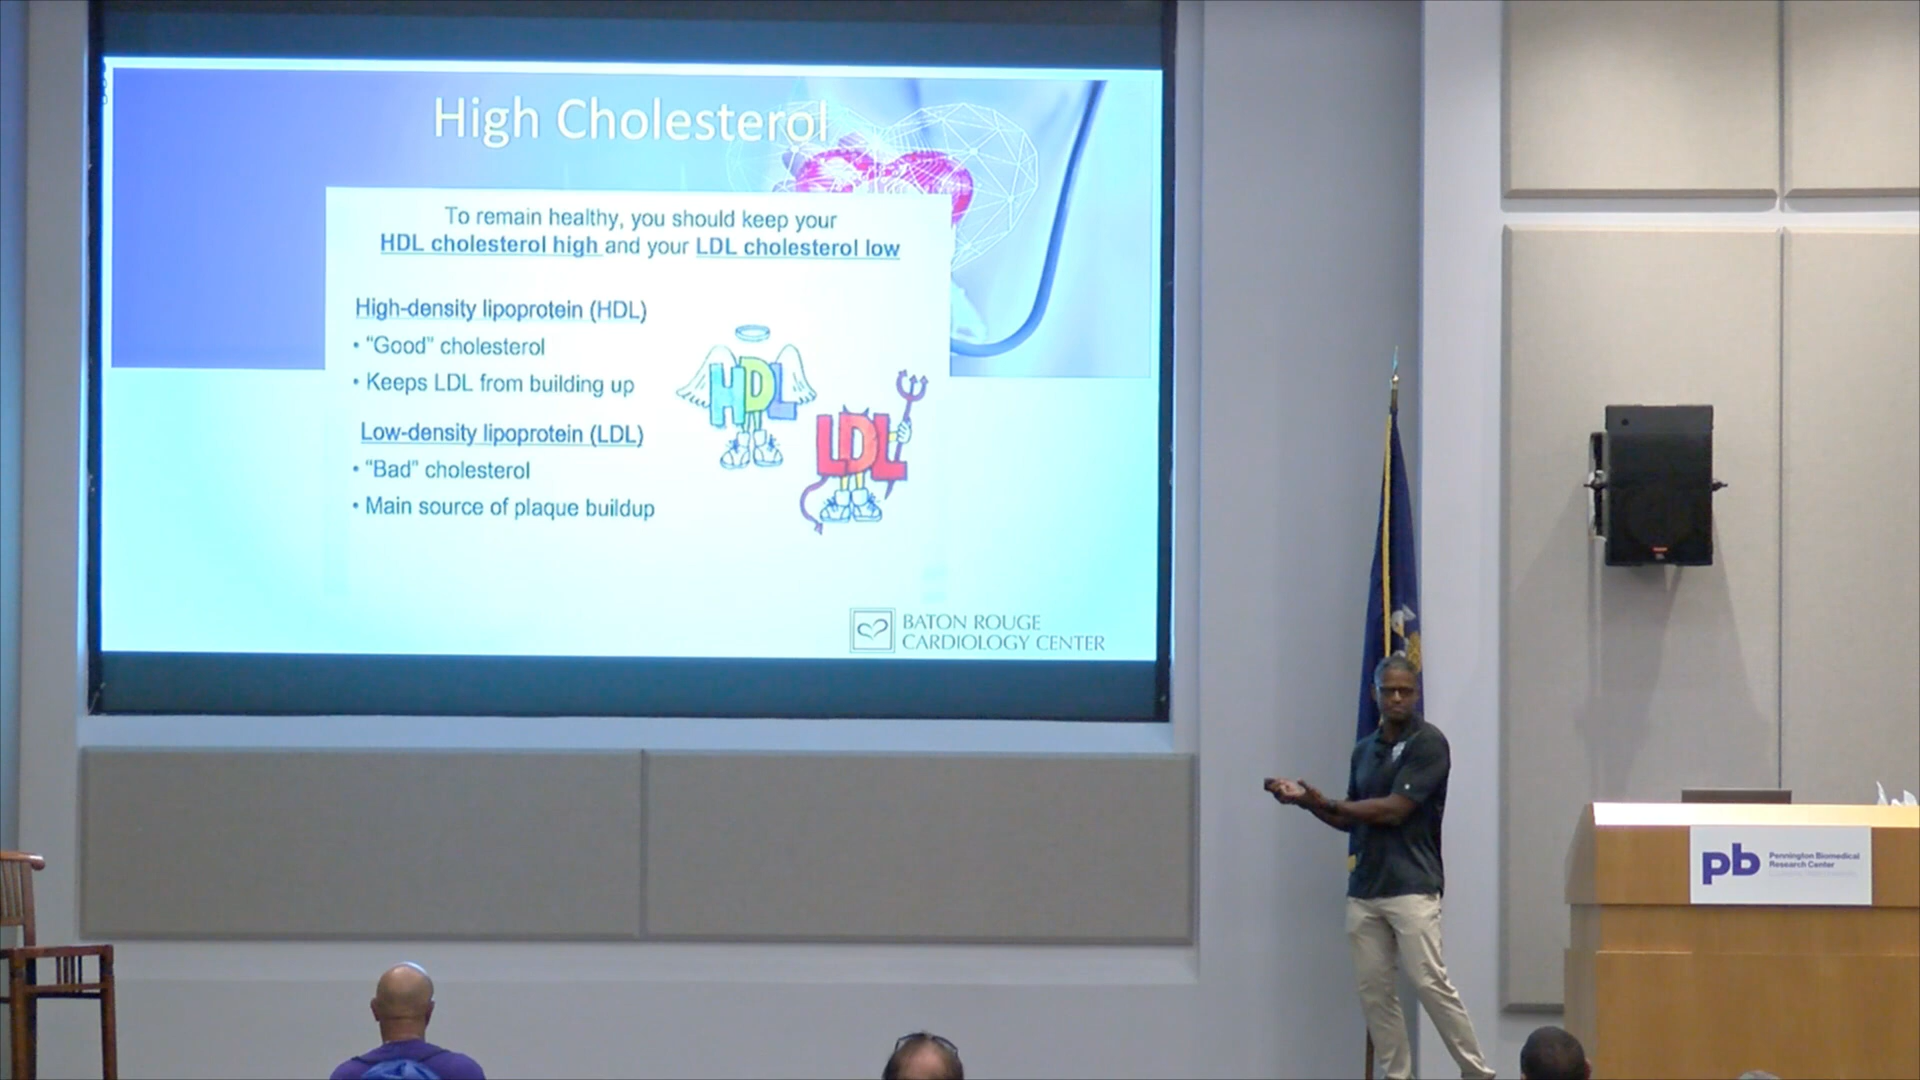 High Cholesterol
To remain healthy, you should keep your
HDL cholesterol high and your LDL cholesterol low
High-density lipoprotein (HDL)
• “Good” cholesterol
• Keeps LDL from building up
Low-density lipoprotein (LDL)
• “Bad” cholesterol
• Main source of plaque buildup
HDL
LDL
BATON ROUGE
CARDIOLOGY CENTER
pb
Pennington Biomedical
Research Center